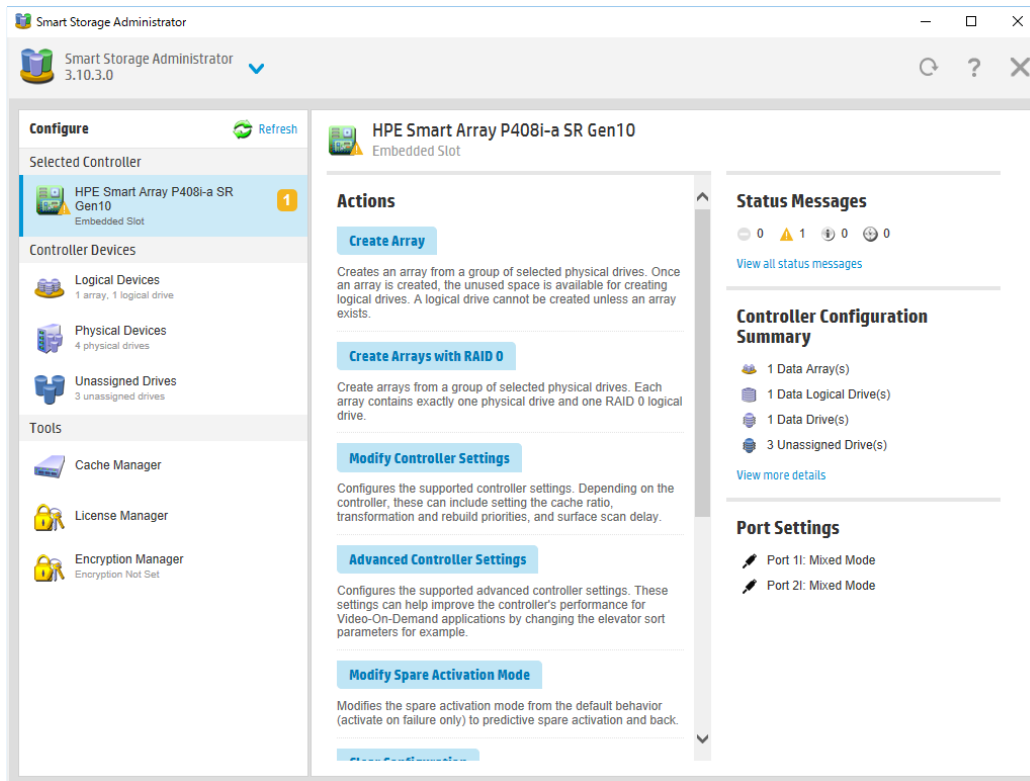 Smart Storage Administrator
Smart Storage Administrator
3.10.3.0
?
Configure
Refresh
Selected Controller
HPE Smart Array P408i-a SR
Gen10
Embedded Slot
1
Controller Devices
Logical Devices
1 array, 1 logical drive
Physical Devices
4 physical drives
Unassigned Drives
3 unassigned drives
Tools
Cache Manager
License Manager
Encryption Manager
Encryption Not Set
HPE Smart Array P408i-a SR Gen10
Embedded Slot
Actions
Create Array
Creates an array from a group of selected physical drives. Once
an array is created, the unused space is available for creating
logical drives. A logical drive cannot be created unless an array
exists.
Create Arrays with RAID 0
Create arrays from a group of selected physical drives. Each
array contains exactly one physical drive and one RAID 0 logical
drive.
Modify Controller Settings
Configures the supported controller settings. Depending on the
controller, these can include setting the cache ratio,
transformation and rebuild priorities, and surface scan delay.
Advanced Controller Settings
Configures the supported advanced controller settings. These
settings can help improve the controller's performance for
Video-On-Demand applications by changing the elevator sort
parameters for example.
Modify Spare Activation Mode
Modifies the spare activation mode from the default behavior
(activate on failure only) to predictive spare activation and back.
Clear Configuration
Status Messages
0 1 0 0
View all status messages
Controller Configuration
Summary
1 Data Array(s)
1 Data Logical Drive(s)
1 Data Drive(s)
3 Unassigned Drive(s)
View more details
Port Settings
Port 1I: Mixed Mode
Port 2I: Mixed Mode